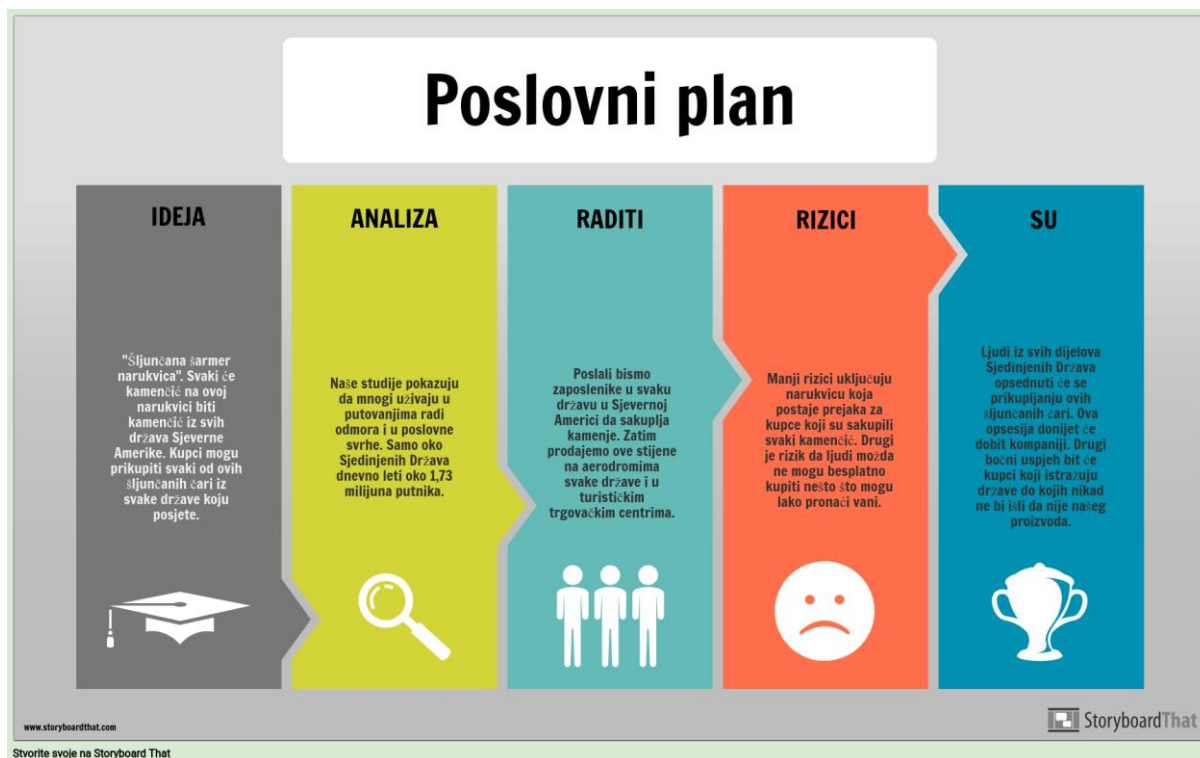 Poslovni plan
IDEJA
"Šljunčana šarmer
narukvica". Svaki će
kamenčić na ovoj
narukvici biti
kamenčić iz svih
država Sjeverne
Amerike. Kupci mogu
prikupiti svaki od ovih
šljunčanih čari iz
svake države koju
posjete.
ANALIZA
Naše studije pokazuju
da mnogi uživaju u
putovanjima radi
odmora i u poslovne
svrhe. Samo oko
Sjedinjenih Država
dnevno leti oko 1,73
milijuna putnika.
RADITI
Poslali bismo
zaposlenike u svaku
državu u Sjevernoj
Americi da sakuplja
kamenje. Zatim
prodajemo ove stijene
na aerodromima
svake države i u
turističkim
trgovačkim centrima.
RIZICI
Manji rizici uključuju
narukvicu koja
postaje prejaka za
kupce koji su sakupili
svaki kamenčić. Drugi
je rizik da ljudi možda
ne mogu besplatno
kupiti nešto što mogu
lako pronaći vani.
SU
Ljudi iz svih dijelova
Sjedinjenih Država
opsednuti će se
prikupljanju ovih
šljunčanih čari. Ova
opsesija donijet će
dobit kompaniji. Drugi
bočni uspjeh bit će
kupci koji istražuju
države do kojih nikad
ne bi išli da nije našeg
proizvoda.
www.storyboardthat.com
StoryboardThat
Stvorite svoje na Storyboard That